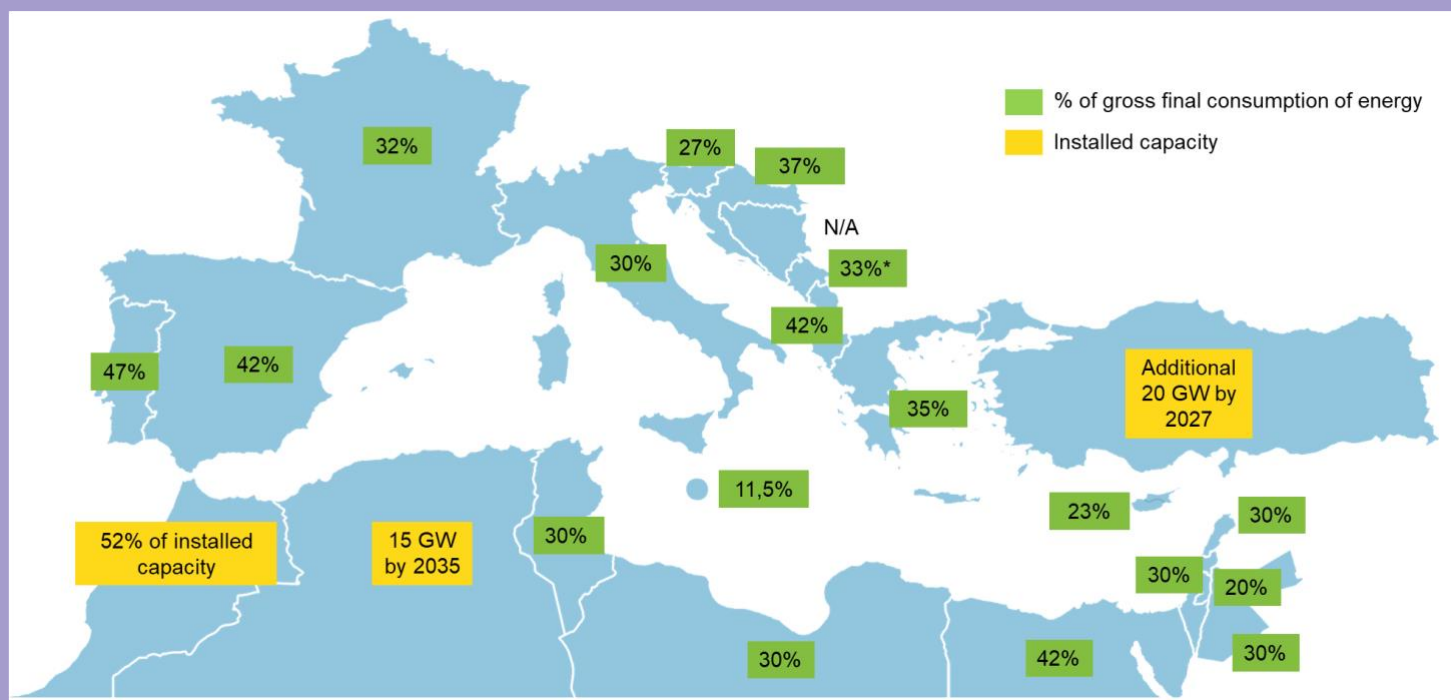 % of gross final consumption of energy
Installed capacity
32%
27%
37%
N/A
33%*
30%
42%
47%
42%
35%
Additional
20 GW by
2027
11,5%
23%
30%
52% of installed
capacity
15 GW
by 2035
30%
30%
20%
30%
42%
30%